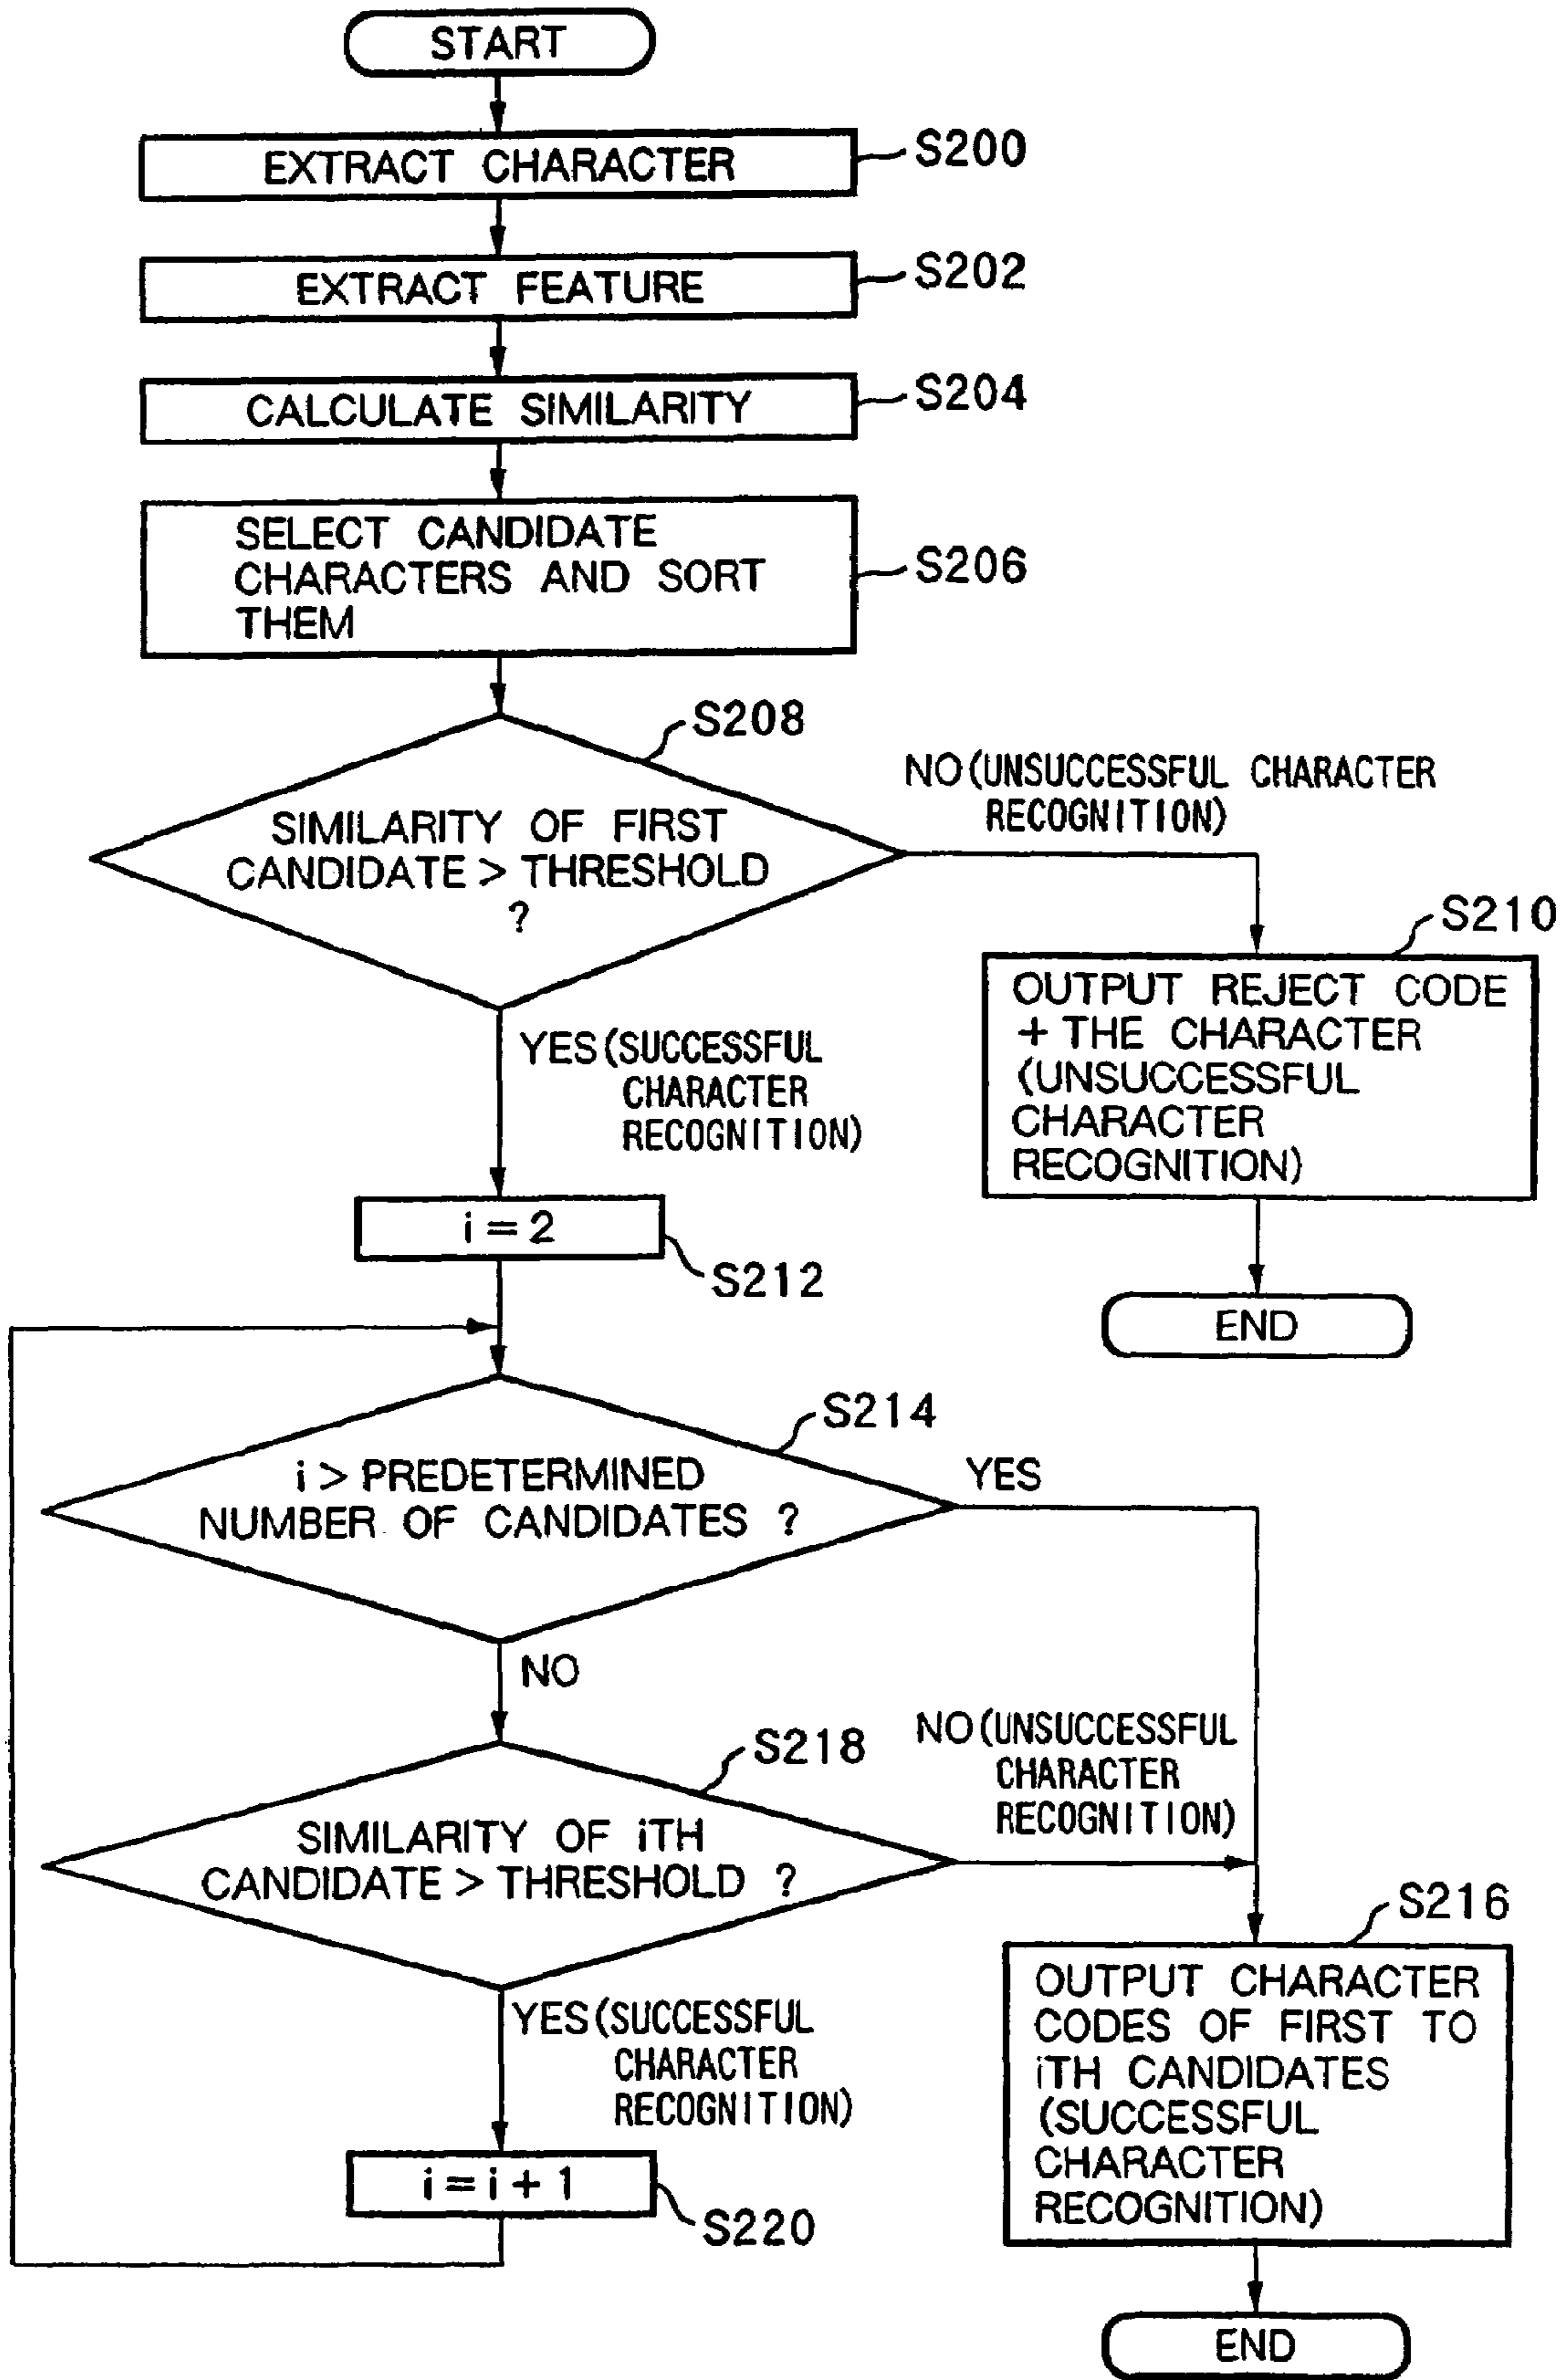 START
EXTRACT CHARACTER
S200
EXTRACT FEATURE
S202
CALCULATE SIMILARITY
S204
SELECT CANDIDATE
CHARACTERS AND SORT
THEM
S206
S208
SIMILARITY OF FIRST
CANDIDATE > THRESHOLD
?
NO (UNSUCCESSFUL CHARACTER
RECOGNITION)
S210
OUTPUT REJECT CODE
+ THE CHARACTER
(UNSUCCESSFUL
CHARACTER
RECOGNITION)
END
YES (SUCCESSFUL
CHARACTER
RECOGNITION)
i = 2
S212
S214
i > PREDETERMINED
NUMBER OF CANDIDATES ?
YES
NO
S218
SIMILARITY OF iTH
CANDIDATE > THRESHOLD ?
NO (UNSUCCESSFUL
CHARACTER
RECOGNITION)
S216
OUTPUT CHARACTER
CODES OF FIRST TO
iTH CANDIDATES
(SUCCESSFUL
CHARACTER
RECOGNITION)
YES (SUCCESSFUL
CHARACTER
RECOGNITION)
i = i + 1
S220
END